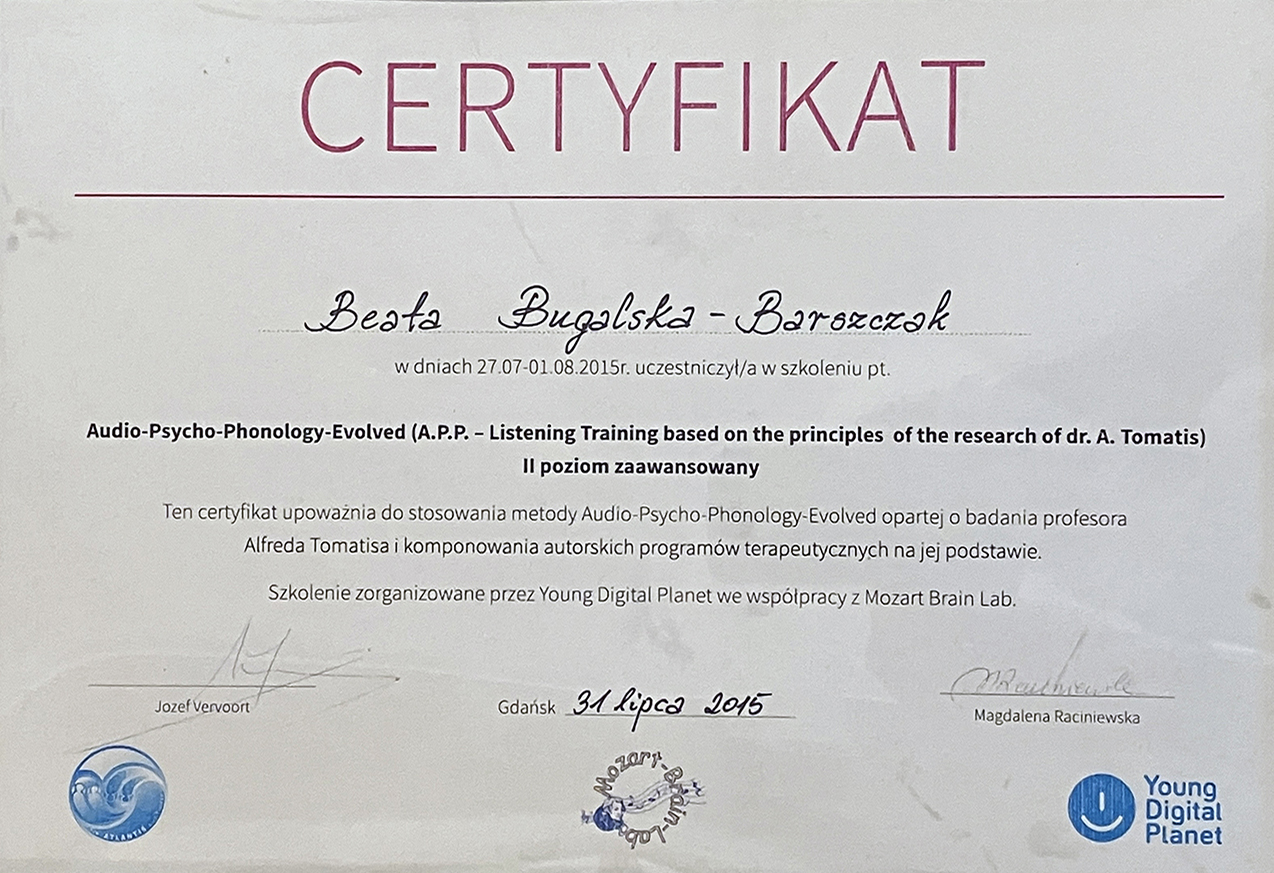 CERTYFIKAT
Beata Bugalska-Barszczak
w dniach 27.07-01.08.2015r. uczestniczył/a w szkoleniu pt.
Audio-Psycho-Phonology-Evolved (A.P.P. – Listening Training based on the principles of the research of dr. A. Tomatis)
II poziom zaawansowany
Ten certyfikat upoważnia do stosowania metody Audio-Psycho-Phonology-Evolved opartej o badania profesora
Alfreda Tomatisa i komponowania autorskich programów terapeutycznych na jej podstawie.
Szkolenie zorganizowane przez Young Digital Planet we współpracy z Mozart Brain Lab.
Jozef Vervoort
Gdańsk 31 lipca 2015
Magdalena Raciniewska
ATLANTIS
Mozart-Brain-Lab
Young
Digital
Planet